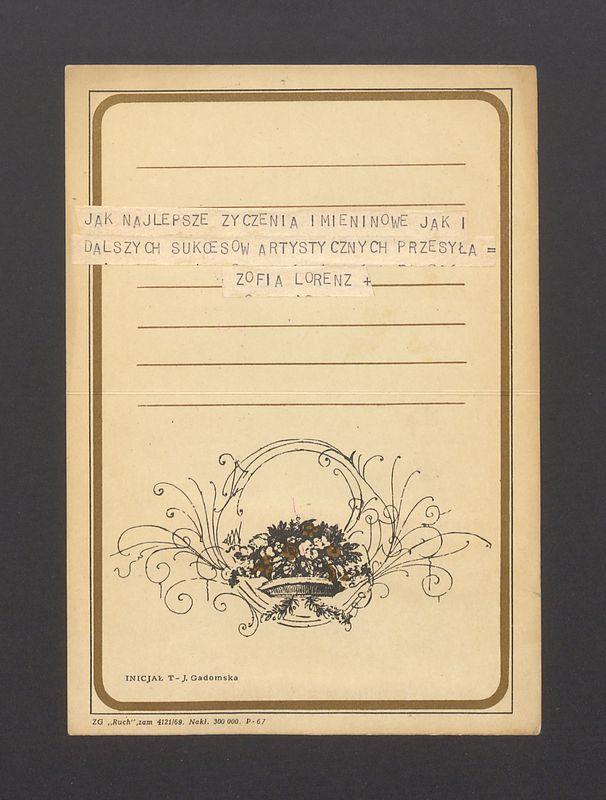 JAK NAJLEPSZE ZYCZENIA IMIENINOWE JAK I
DALSZYCH SUKCESOW ARTYSTYCZNYCH PRZESYŁA =
ZOFIA LORENZ +
INICJAŁ T - J. Gadomska
ZG „Ruch", zam 4121/69. Nakł. 300 000. P-67